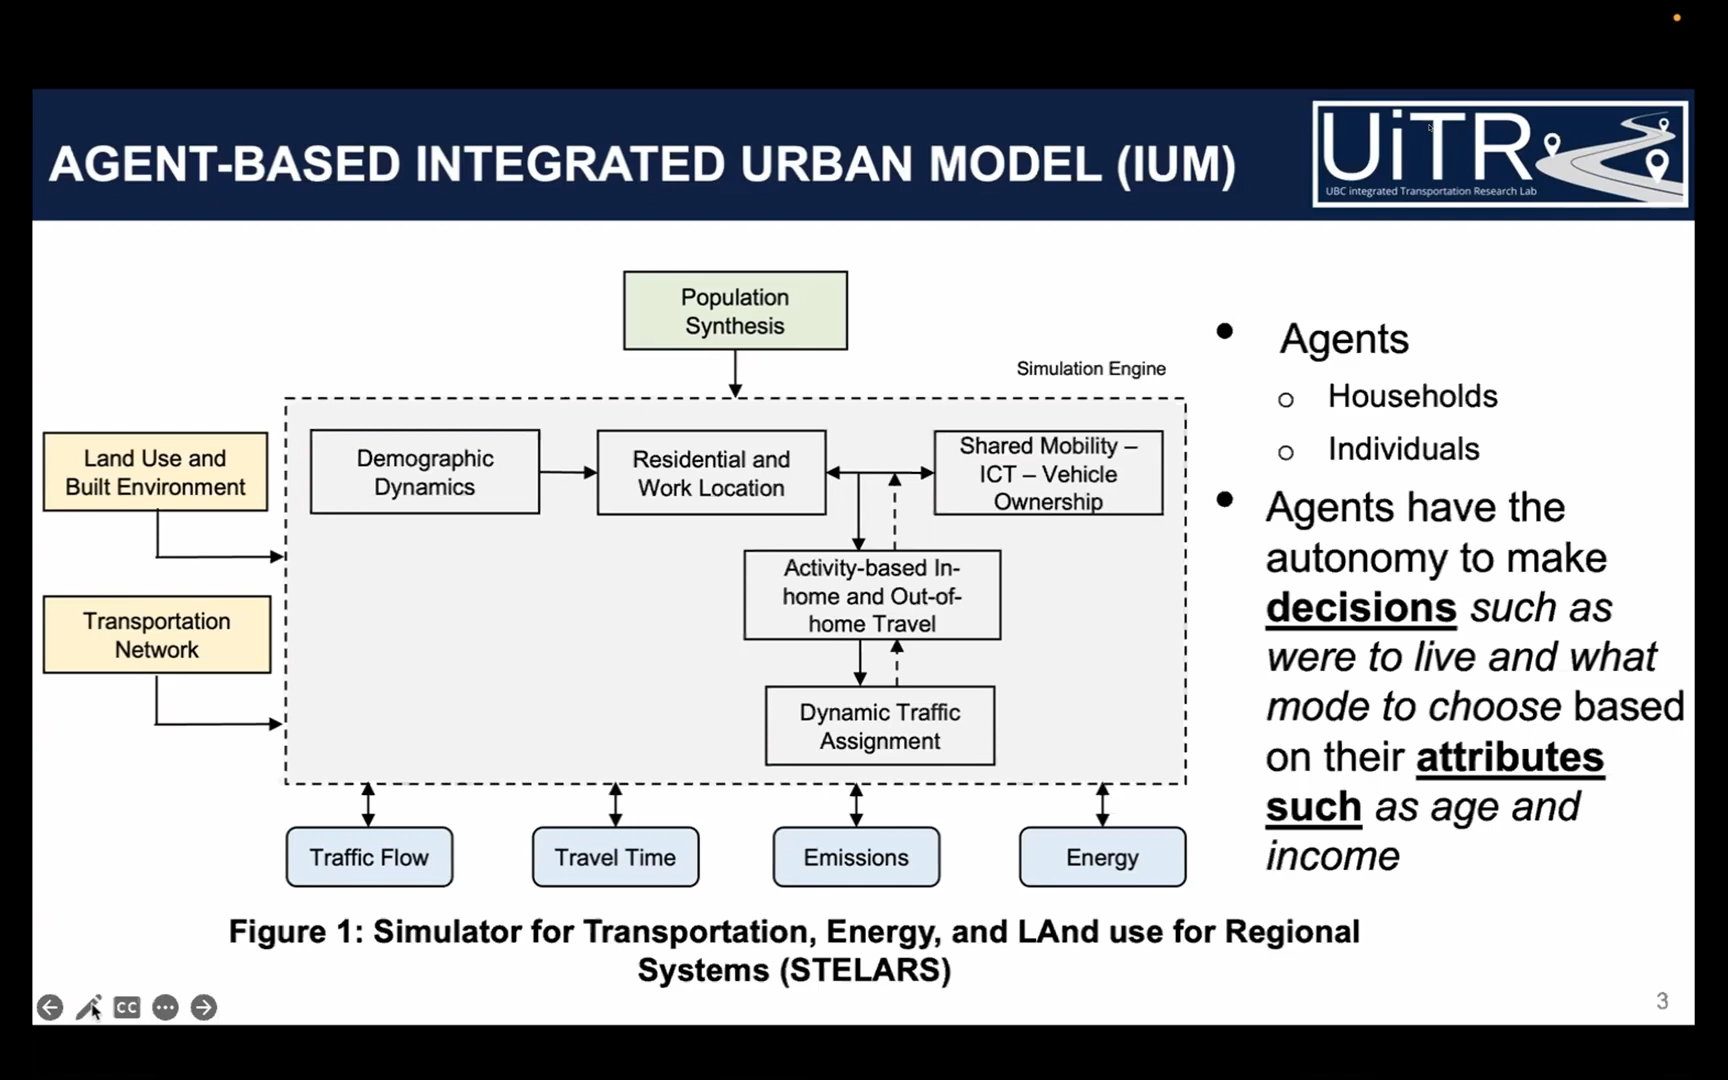 AGENT-BASED INTEGRATED URBAN MODEL (IUM)
UiTR
UBC integrated Transportation Research Lab
Population
Synthesis
Simulation Engine
Land Use and
Built Environment
Transportation
Network
Demographic
Dynamics
Residential and
Work Location
Shared Mobility –
ICT – Vehicle
Ownership
Activity-based In-
home and Out-of-
home Travel
Dynamic Traffic
Assignment
Traffic Flow
Travel Time
Emissions
Energy
Figure 1: Simulator for Transportation, Energy, and LAnd use for Regional
Systems (STELARS)
• Agents
o Households
o Individuals
• Agents have the
autonomy to make
decisions such as
were to live and what
mode to choose based
on their attributes
such as age and
income
CC
3